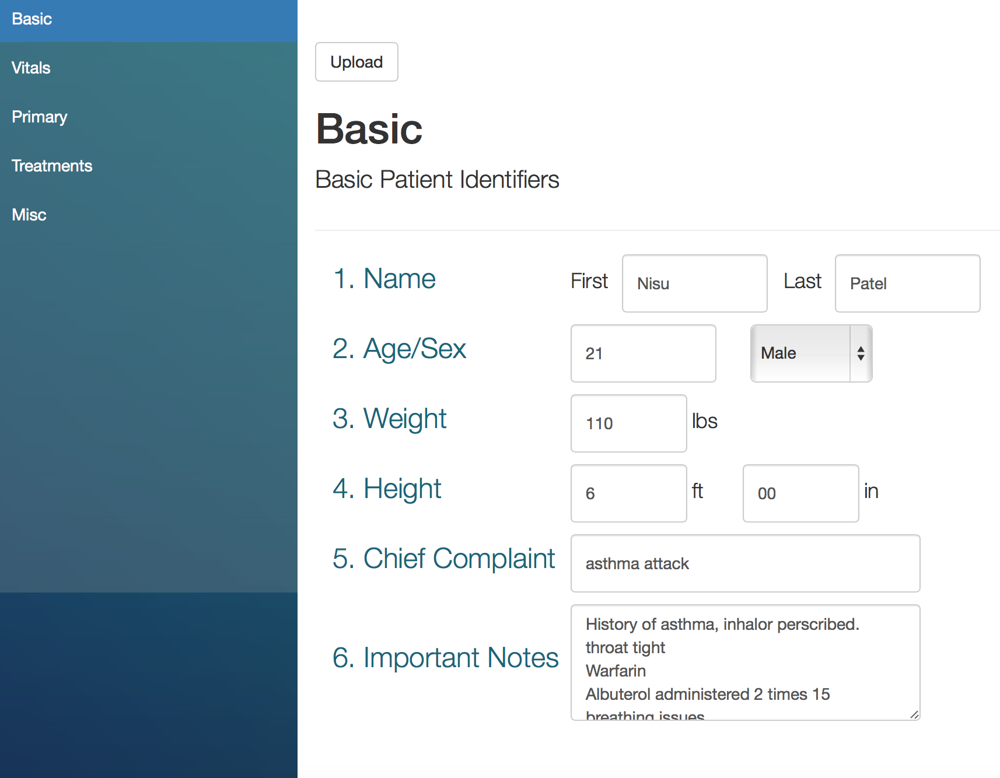 Basic
Vitals
Primary
Treatments
Misc
Upload
Basic
Basic Patient Identifiers
1. Name First Nisu Last Patel
2. Age/Sex 21 Male
3. Weight 110 lbs
4. Height 6 ft 00 in
5. Chief Complaint asthma attack
6. Important Notes
History of asthma, inhalor perscribed.
throat tight
Warfarin
Albuterol administered 2 times 15
breathing issues